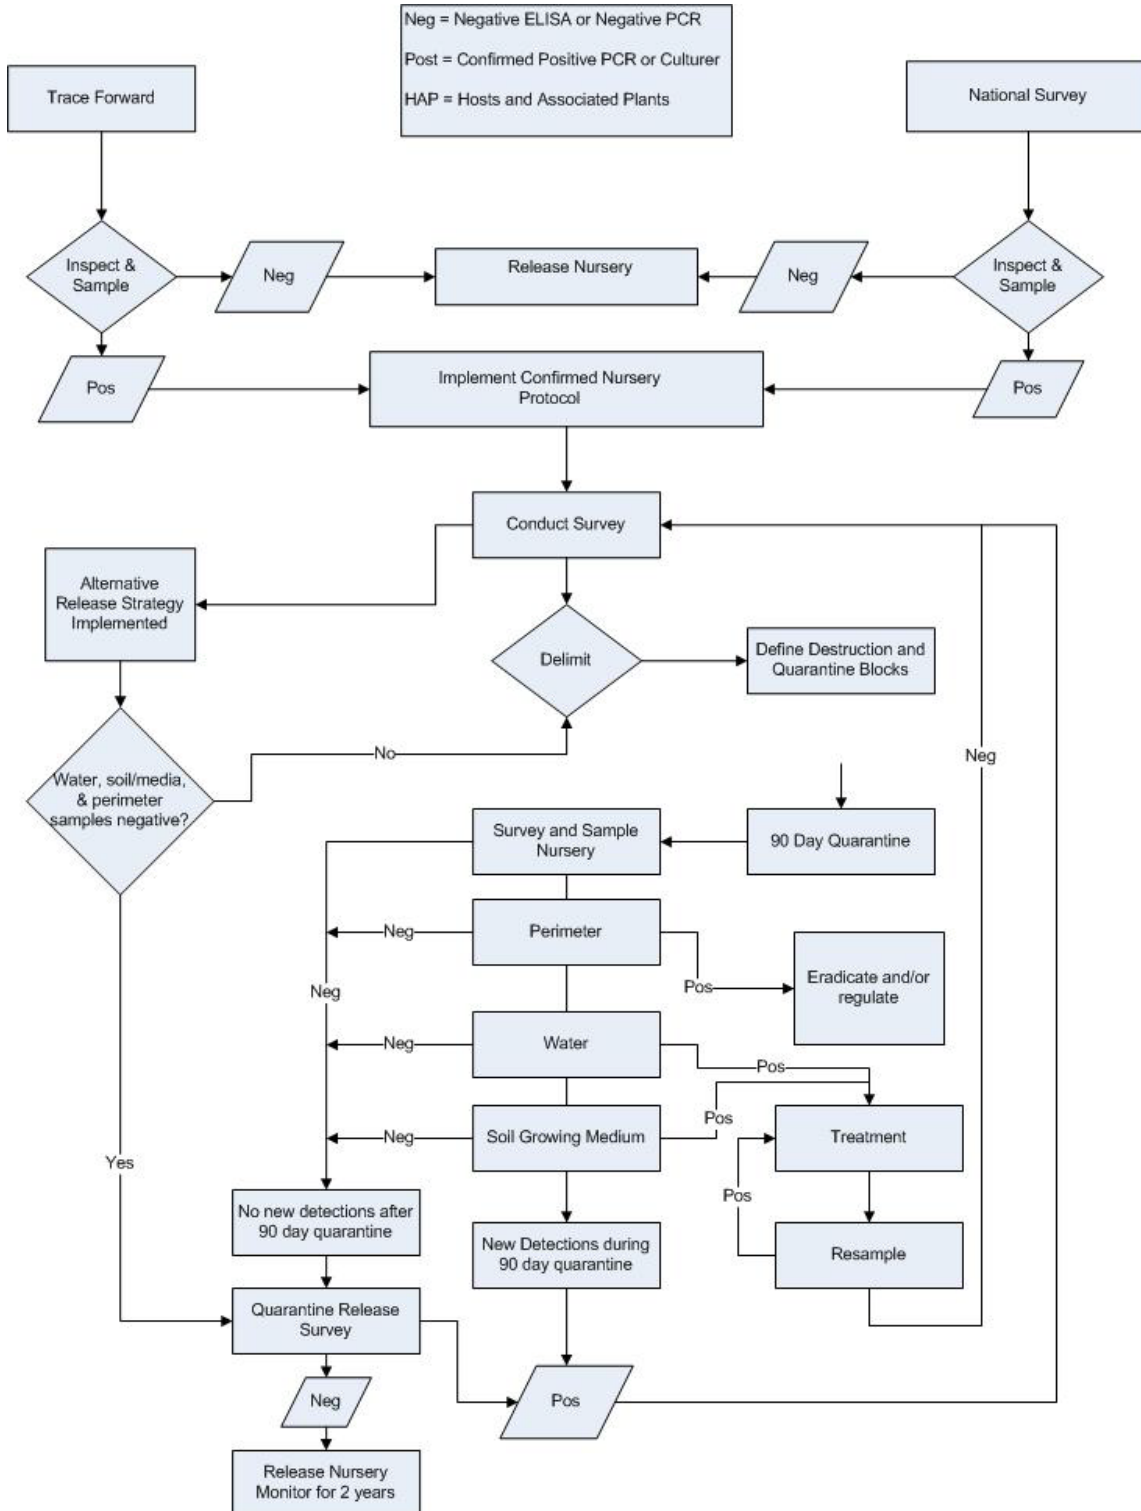 Neg = Negative ELISA or Negative PCR
Post = Confirmed Positive PCR or Culturer
HAP = Hosts and Associated Plants
Trace Forward
National Survey
Inspect &
Sample
Neg
Release Nursery
Neg
Inspect &
Sample
Pos
Implement Confirmed Nursery
Protocol
Pos
Conduct Survey
Alternative
Release Strategy
Implemented
Delimit
Define Destruction and
Quarantine Blocks
No
Neg
Water, soil/media,
& perimeter
samples negative?
Survey and Sample
Nursery
90 Day Quarantine
Neg
Perimeter
Pos
Eradicate and/or
regulate
Neg
Neg
Water
Pos
Neg
Soil Growing Medium
Pos
Treatment
Yes
Pos
No new detections after
90 day quarantine
New Detections during
90 day quarantine
Resample
Quarantine Release
Survey
Neg
Pos
Release Nursery
Monitor for 2 years